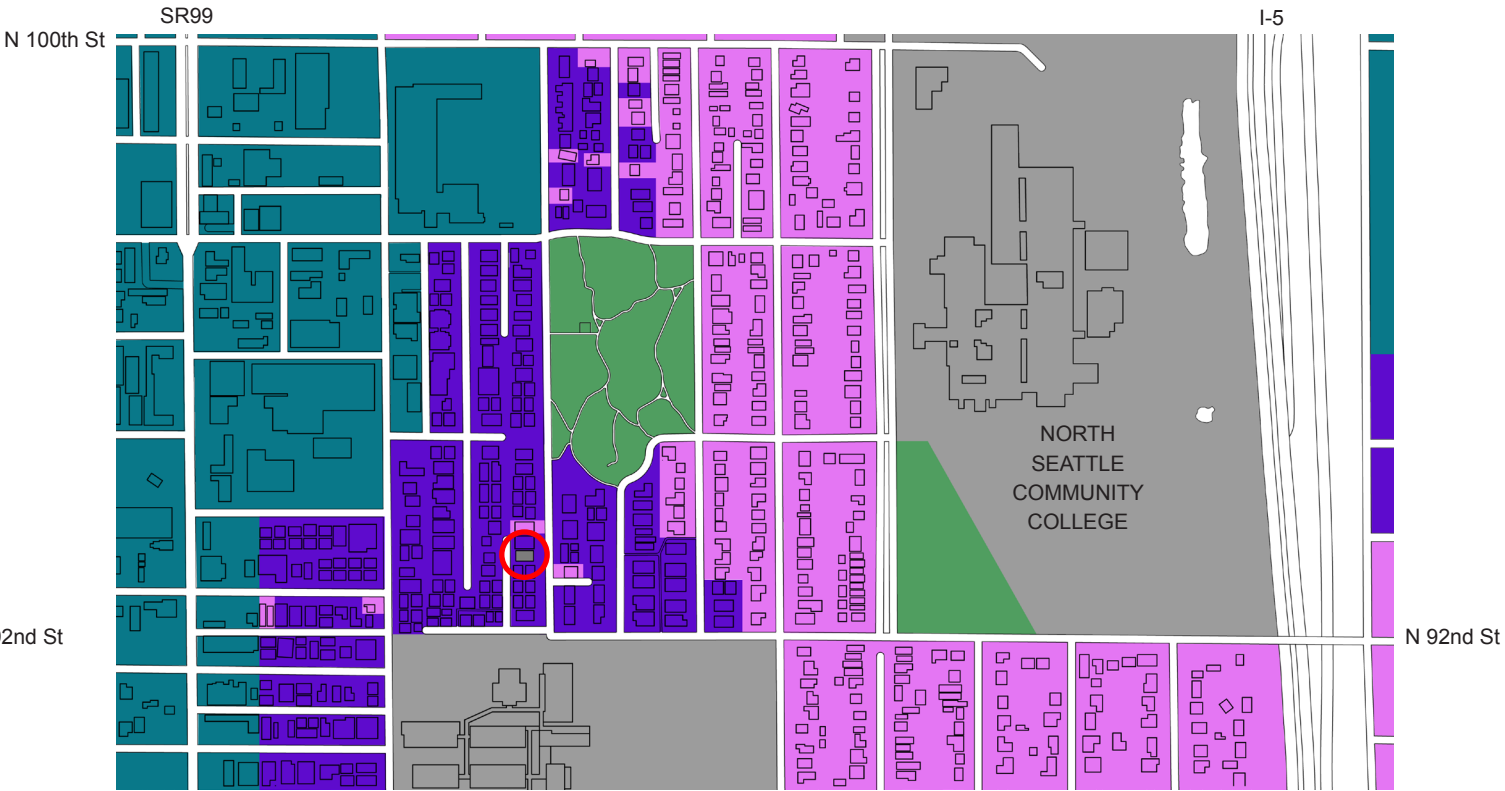 SR99
I-5
N 100th St
NORTH
SEATTLE
COMMUNITY
COLLEGE
2nd St
N 92nd St